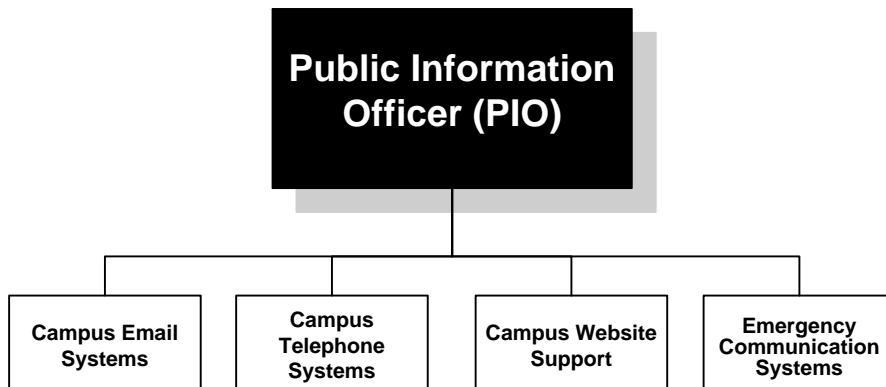 Public Information
Officer (PIO)
Campus Email
Systems
Campus
Telephone
Systems
Campus Website
Support
Emergency
Communication
Systems